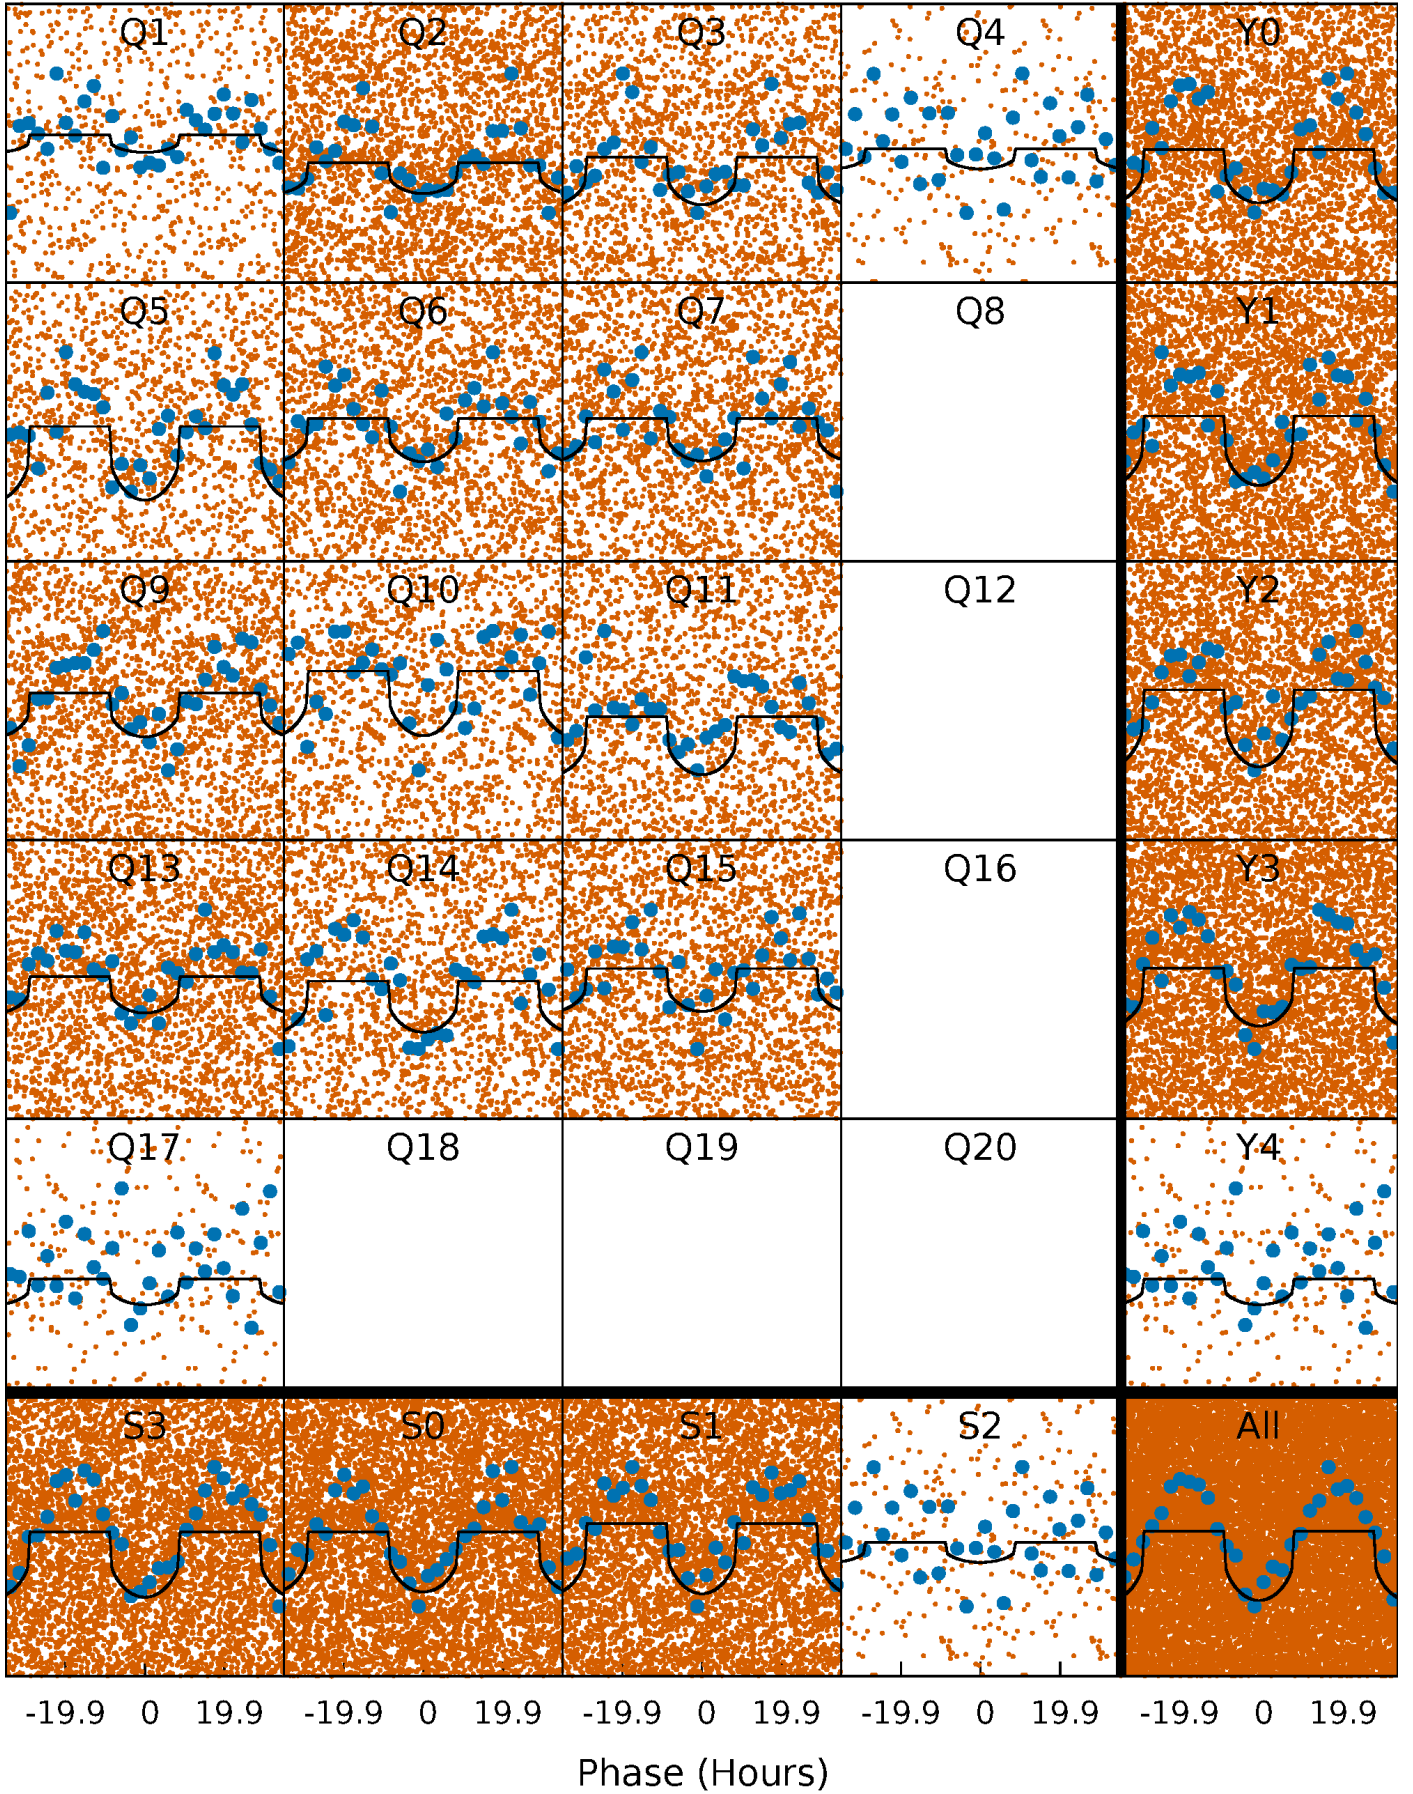 Q1 Q2 Q3 Q4 Y0
Q5 Q6 Q7 Q8 Y1
Q9 Q10 Q11 Q12 Y2
Q13 Q14 Q15 Q16 Y3
Q17 Q18 Q19 Q20 Y4
S3 S0 S1 S2 All
-19.9 0 19.9 -19.9 0 19.9 -19.9 0 19.9 -19.9 0 19.9 -19.9 0 19.9
Phase (Hours)